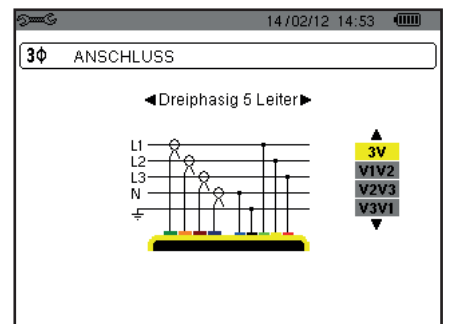 14/02/12 14:53
3Φ ANSCHLUSS
◄Dreiphasig 5 Leiter►
L1
L2
L3
N
3V
V1V2
V2V3
V3V1